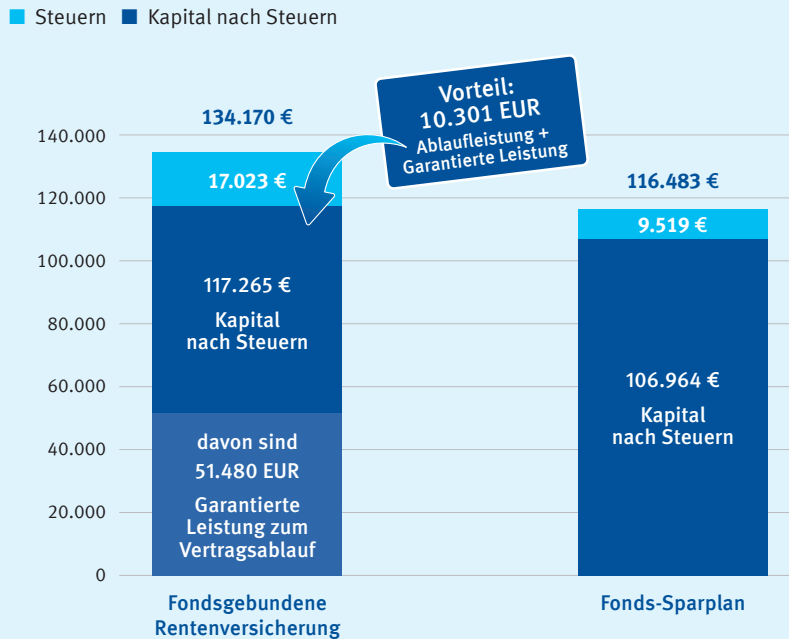 Steuern Kapital nach Steuern
Vorteil:
10.301 EUR
Ablaufleistung +
Garantierte Leistung
134.170 €
116.483 €
140.000
120.000
100.000
80.000
60.000
40.000
20.000
0
17.023 €
117.265 €
Kapital
nach Steuern
davon sind
51.480 EUR
Garantierte
Leistung zum
Vertragsablauf
9.519 €
106.964 €
Kapital
nach Steuern
Fondsgebundene
Rentenversicherung
Fonds-Sparplan